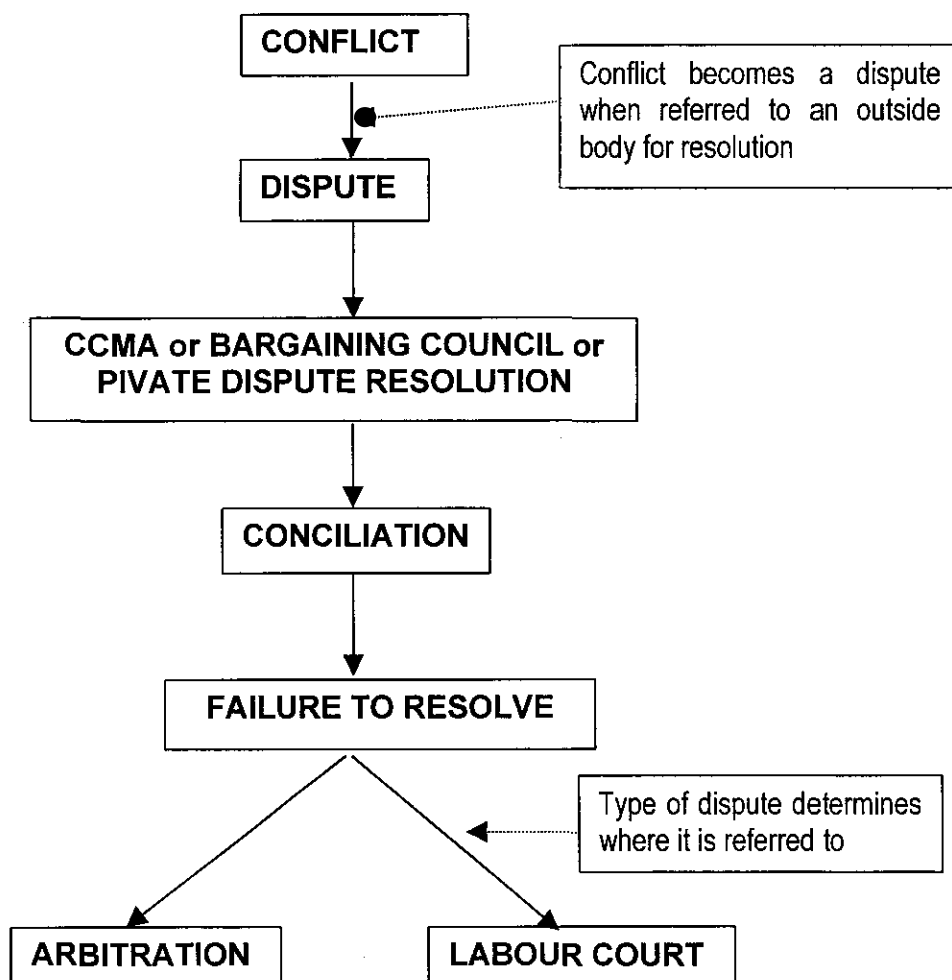 CONFLICT
Conflict becomes a dispute
when referred to an outside
body for resolution
DISPUTE
CCMA or BARGAINING COUNCIL or
PIVATE DISPUTE RESOLUTION
CONCILIATION
FAILURE TO RESOLVE
Type of dispute determines
where it is referred to
ARBITRATION
LABOUR COURT